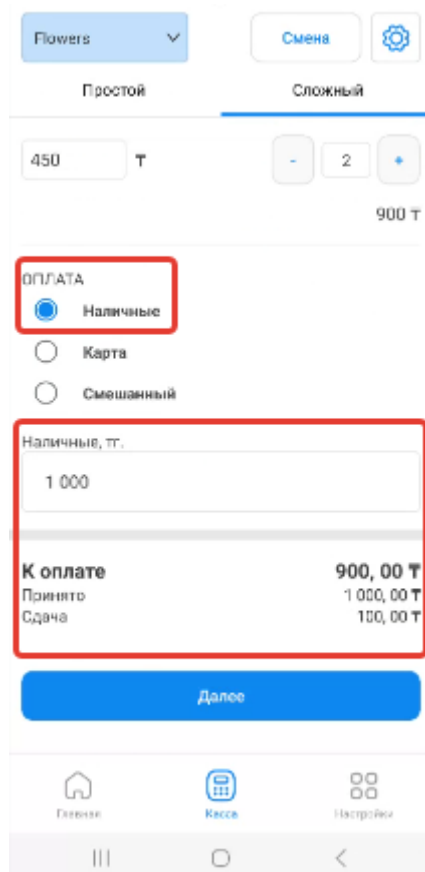 Flowers
Смена
Простой
Сложный
450 ₸
- 2 +
900 ₸
ОПЛАТА
Наличные
Карта
Смешанный
Наличные, тг.
1 000
К оплате 900, 00 ₸
Принято 1 000, 00 ₸
Сдача 100, 00 ₸
Далее
Главная
Касса
Настройки